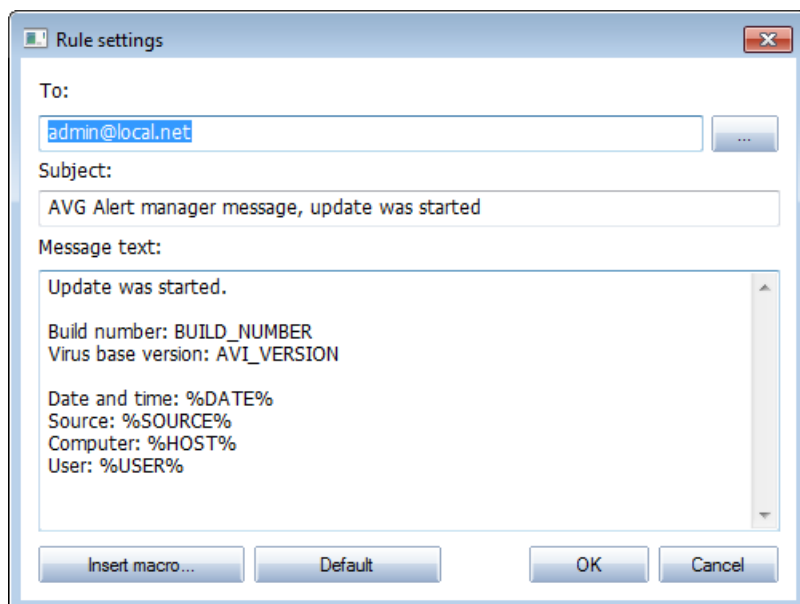 Rule settings
To:
admin@local.net
...
Subject:
AVG Alert manager message, update was started
Message text:
Update was started.
Build number: BUILD_NUMBER
Virus base version: AVI_VERSION
Date and time: %DATE%
Source: %SOURCE%
Computer: %HOST%
User: %USER%
Insert macro... Default OK Cancel